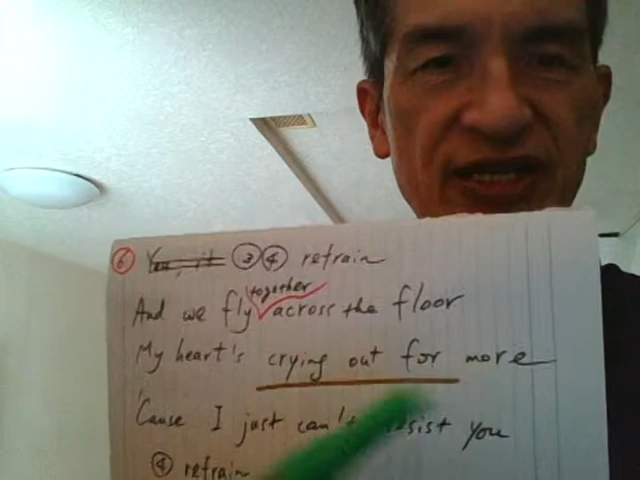 ⑥ ③④ refrain
together
And we fly across the floor
My heart's crying out for more
'Cause I just can't resist you
④ refrain